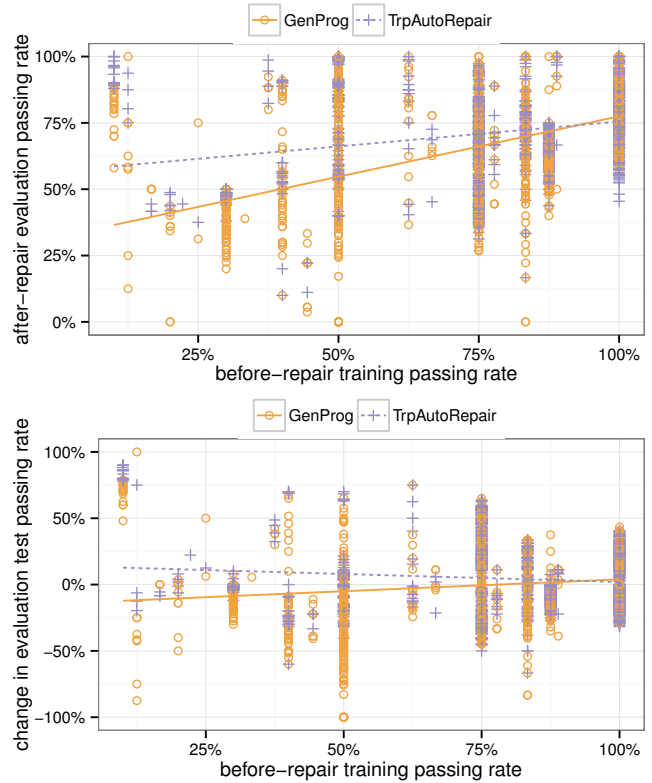 GenProg TrpAutoRepair
after−repair evaluation passing rate
100%
75%
50%
25%
0%
25% 50% 75% 100%
before−repair training passing rate
GenProg TrpAutoRepair
change in evaluation test passing rate
100%
50%
0%
−50%
−100%
25% 50% 75% 100%
before−repair training passing rate